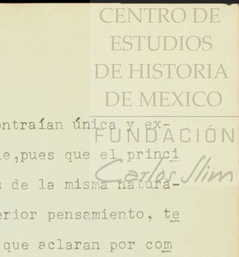 CENTRO DE
ESTUDIOS
DE HISTORIA
DE MEXICO
ontraían única y ex-
FUNDACIÓN
e,pues que el princi
Carlos Slim
s de la misma natura-
erior pensamiento, te
que aclaran por com